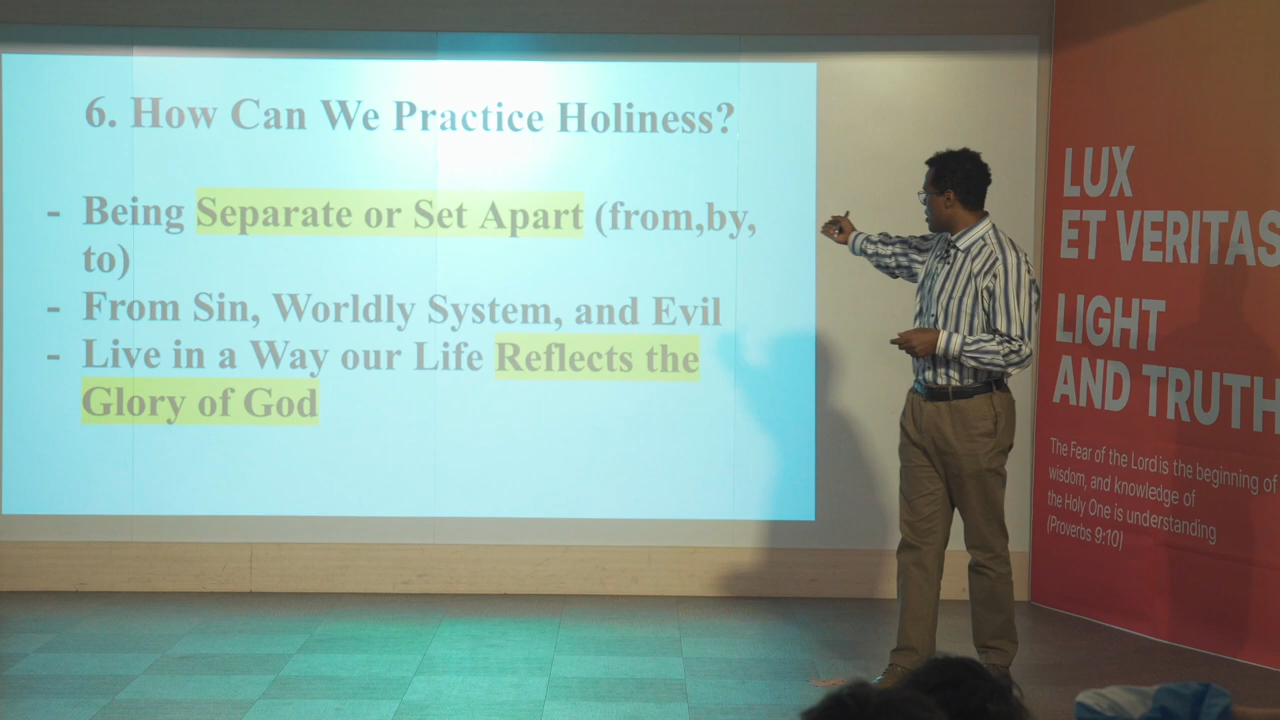 6. How Can We Practice Holiness?
- Being Separate or Set Apart (from,by,
to)
- From Sin, Worldly System, and Evil
- Live in a Way our Life Reflects the
Glory of God
LUX
ET VERITAS
LIGHT
AND TRUTH
The Fear of the Lord is the beginning of
wisdom, and knowledge of
the Holy One is understanding
(Proverbs 9:10)